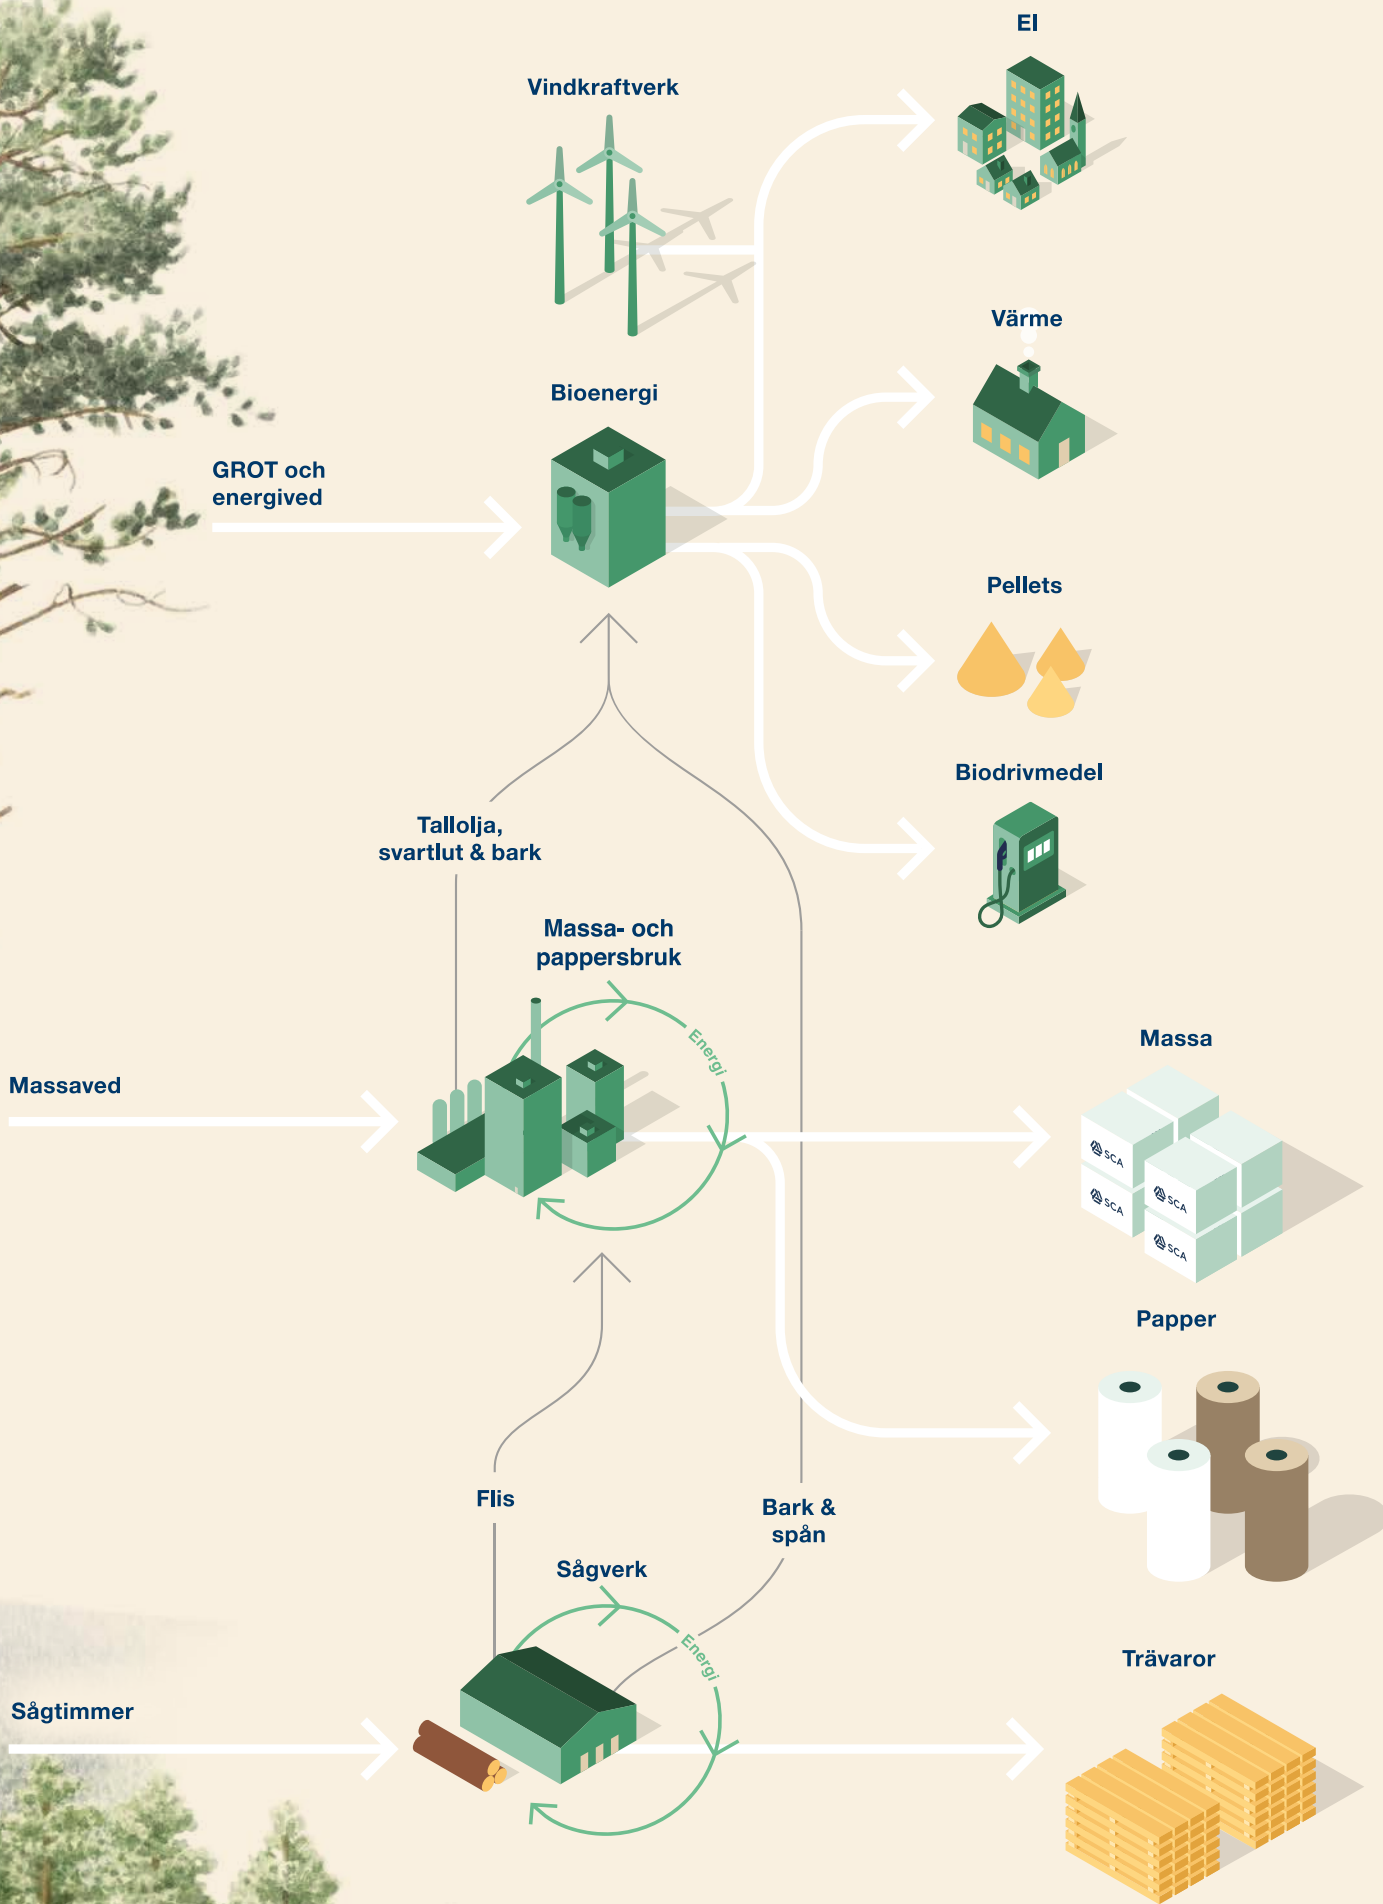 El
Vindkraftverk
Värme
Bioenergi
GROT och
energived
Pellets
Biodrivmedel
Tallolja,
svartlut & bark
Massa- och
pappersbruk
Energi
Massa
Massaved
SCA
SCA
SCA
SCA
Papper
Flis
Bark &
spån
Sågverk
Energi
Trävaror
Sågtimmer